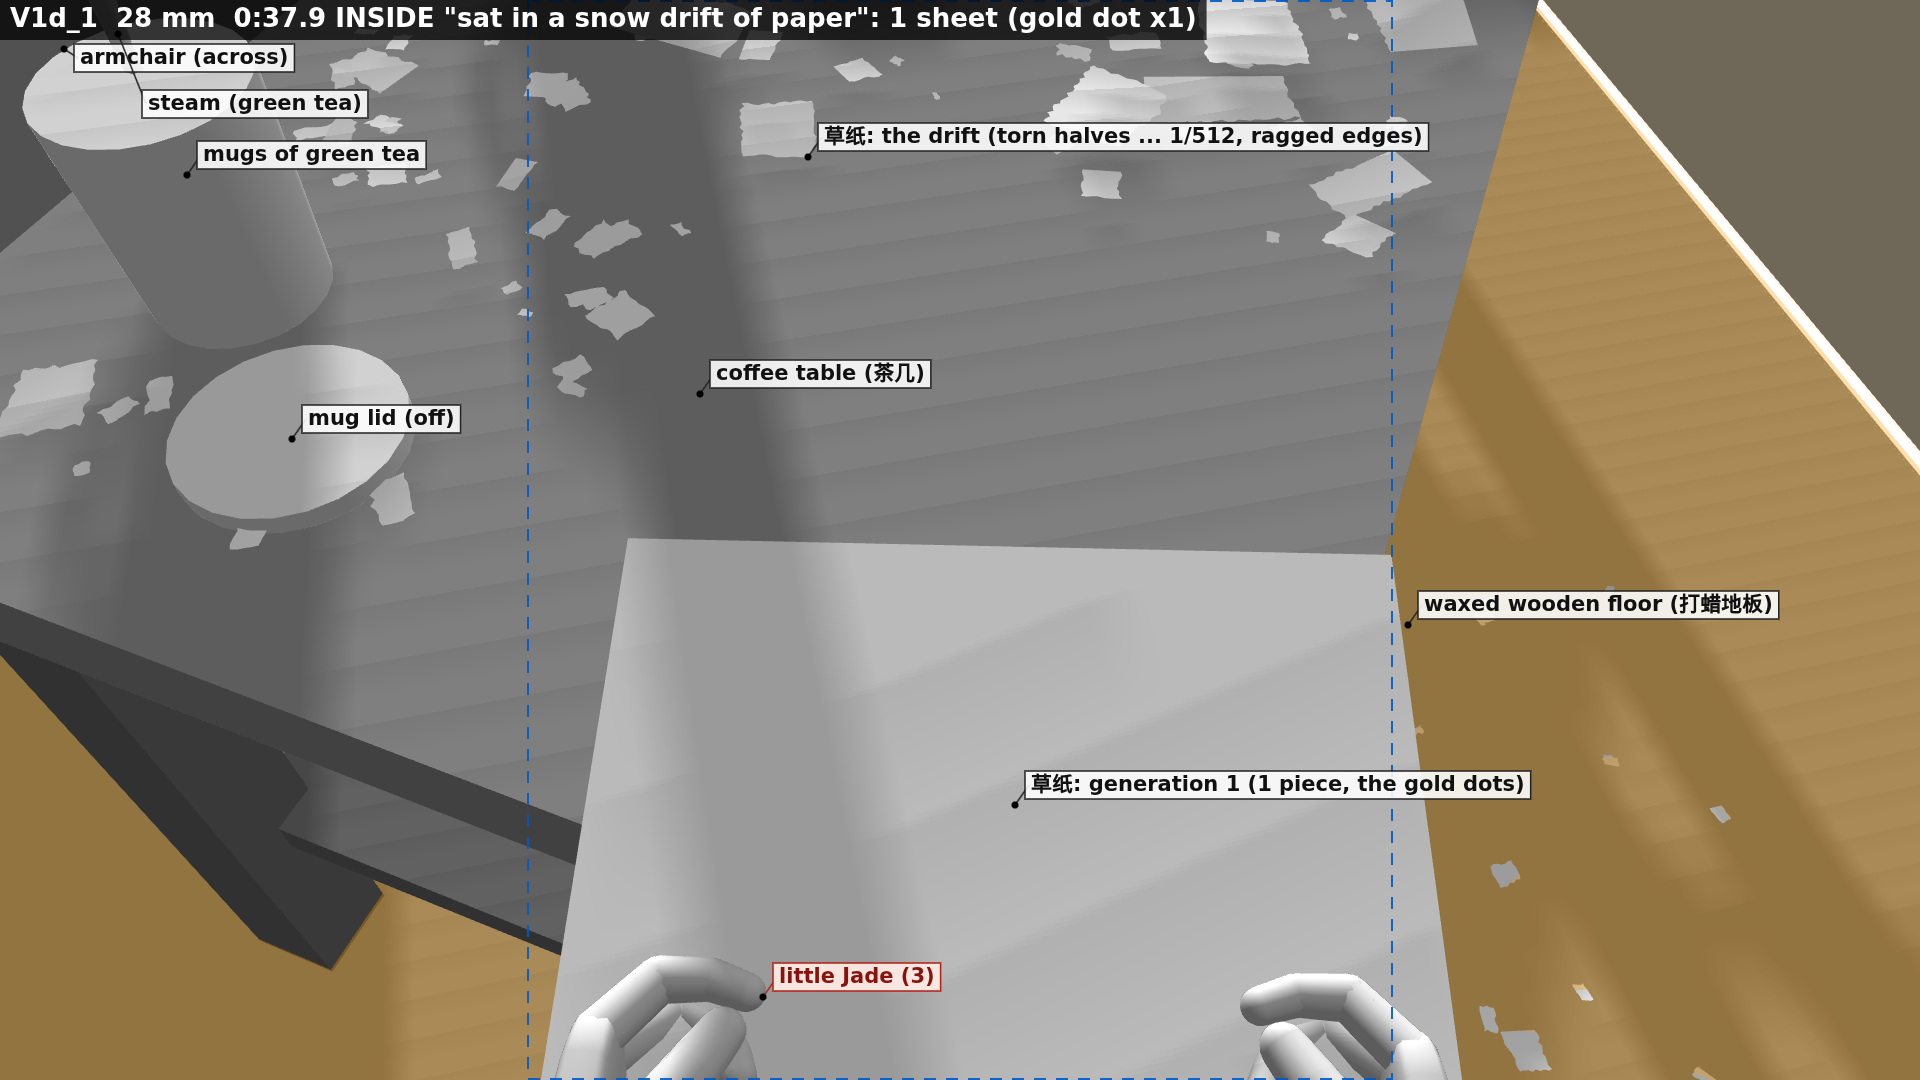 V1d_1 28 mm 0:37.9 INSIDE "sat in a snow drift of paper": 1 sheet (gold dot x1)
armchair (across)
steam (green tea)
mugs of green tea
草纸: the drift (torn halves ... 1/512, ragged edges)
coffee table (茶几)
mug lid (off)
waxed wooden floor (打蜡地板)
草纸: generation 1 (1 piece, the gold dots)
little Jade (3)